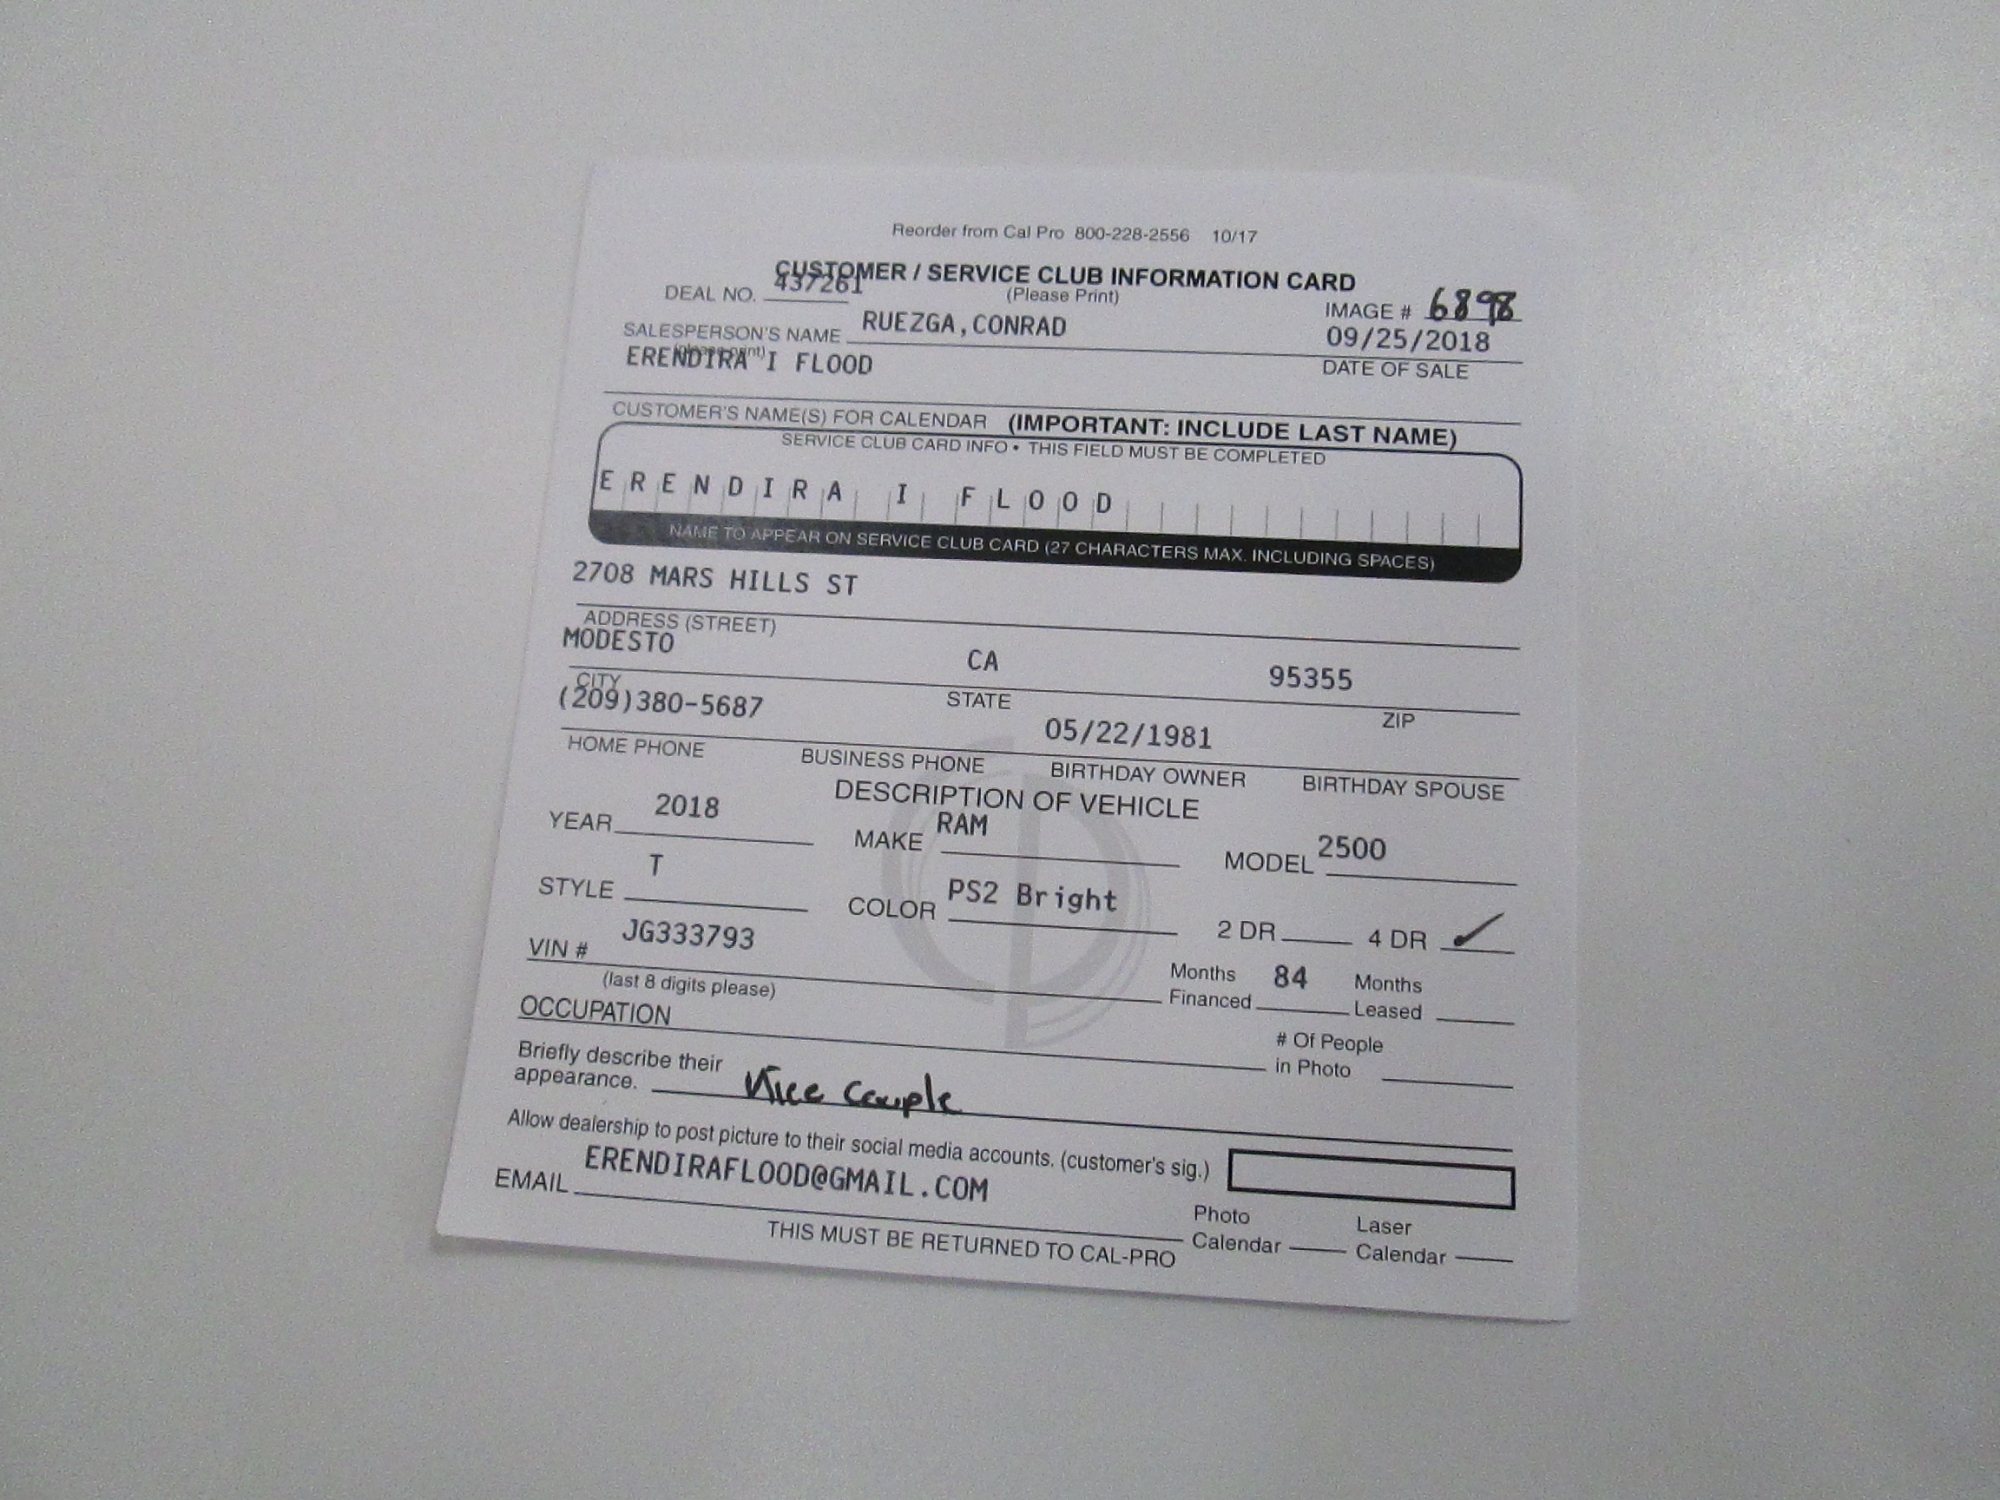 Reorder from Cal Pro 800-228-2556 10/17
CUSTOMER / SERVICE CLUB INFORMATION CARD
(Please Print)
DEAL NO. 437261
IMAGE # 6898
SALESPERSON'S NAME RUEZGA,CONRAD 09/25/2018
(please print)
DATE OF SALE
ERENDIRA I FLOOD
CUSTOMER'S NAME(S) FOR CALENDAR (IMPORTANT: INCLUDE LAST NAME)
SERVICE CLUB CARD INFO • THIS FIELD MUST BE COMPLETED
ERENDIRA I FLOOD
NAME TO APPEAR ON SERVICE CLUB CARD (27 CHARACTERS MAX. INCLUDING SPACES)
2708 MARS HILLS ST
ADDRESS (STREET)
MODESTO CA 95355
CITY STATE ZIP
(209)380-5687 05/22/1981
HOME PHONE BUSINESS PHONE BIRTHDAY OWNER BIRTHDAY SPOUSE
DESCRIPTION OF VEHICLE
YEAR 2018 MAKE RAM MODEL 2500
STYLE T COLOR PS2 Bright 2 DR 4 DR ✓
VIN # JG333793
(last 8 digits please)
Months Financed 84 Months Leased
OCCUPATION
# Of People in Photo
Briefly describe their
appearance. Nice Couple
Allow dealership to post picture to their social media accounts. (customer's sig.)
EMAIL ERENDIRAFLOOD@GMAIL.COM
Photo Calendar Laser Calendar
THIS MUST BE RETURNED TO CAL-PRO